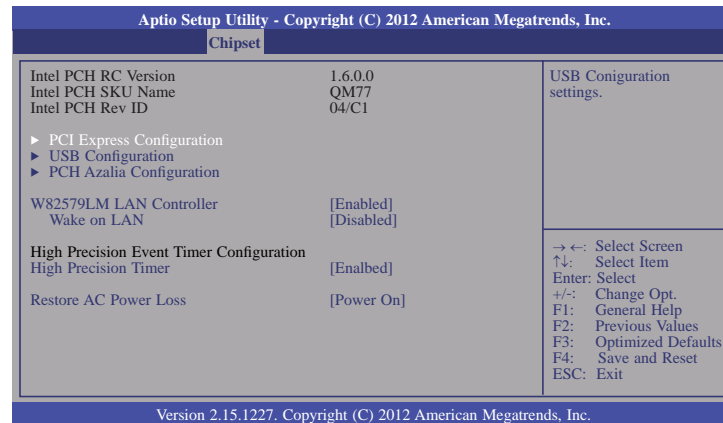 Aptio Setup Utility - Copyright (C) 2012 American Megatrends, Inc.
Chipset
Intel PCH RC Version 1.6.0.0
Intel PCH SKU Name QM77
Intel PCH Rev ID 04/C1
► PCI Express Configuration
► USB Configuration
► PCH Azalia Configuration
W82579LM LAN Controller [Enabled]
Wake on LAN [Disabled]
High Precision Event Timer Configuration
High Precision Timer [Enalbed]
Restore AC Power Loss [Power On]
USB Coniguration
settings.
→←: Select Screen
↑↓: Select Item
Enter: Select
+/-: Change Opt.
F1: General Help
F2: Previous Values
F3: Optimized Defaults
F4: Save and Reset
ESC: Exit
Version 2.15.1227. Copyright (C) 2012 American Megatrends, Inc.